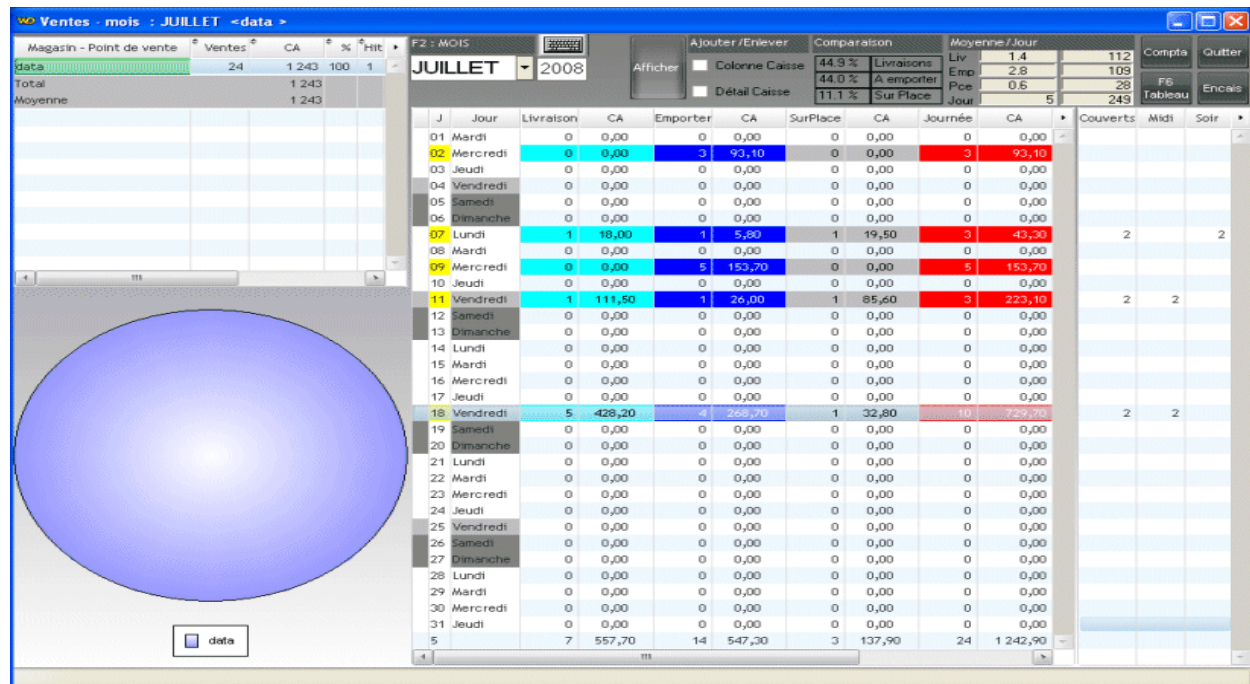 WD Ventes - mois : JUILLET <data >
Magasin - Point de vente Ventes CA % Hit
data 24 1 243 100 1
Total 1 243
Moyenne 1 243
data
F2 : MOIS
JUILLET 2008
Afficher
Ajouter/Enlever
Colonne Caisse
Détail Caisse
Comparaison
44.9 % Livraisons
44.0 % A emporter
11.1 % Sur Place
Moyenne/Jour
Liv 1.4 112
Emp 2.8 109
Pce 0.6 28
Jour 5 249
Compta Quitter
F6 Tableau Encais
J Jour Livraison CA Emporter CA SurPlace CA Journée CA Couverts Midi Soir
01 Mardi 0 0,00 0 0,00 0 0,00 0 0,00
02 Mercredi 0 0,00 3 93,10 0 0,00 3 93,10
03 Jeudi 0 0,00 0 0,00 0 0,00 0 0,00
04 Vendredi 0 0,00 0 0,00 0 0,00 0 0,00
05 Samedi 0 0,00 0 0,00 0 0,00 0 0,00
06 Dimanche 0 0,00 0 0,00 0 0,00 0 0,00
07 Lundi 1 18,00 1 5,80 1 19,50 3 43,30 2 2
08 Mardi 0 0,00 0 0,00 0 0,00 0 0,00
09 Mercredi 0 0,00 5 153,70 0 0,00 5 153,70
10 Jeudi 0 0,00 0 0,00 0 0,00 0 0,00
11 Vendredi 1 111,50 1 26,00 1 85,60 3 223,10 2 2
12 Samedi 0 0,00 0 0,00 0 0,00 0 0,00
13 Dimanche 0 0,00 0 0,00 0 0,00 0 0,00
14 Lundi 0 0,00 0 0,00 0 0,00 0 0,00
15 Mardi 0 0,00 0 0,00 0 0,00 0 0,00
16 Mercredi 0 0,00 0 0,00 0 0,00 0 0,00
17 Jeudi 0 0,00 0 0,00 0 0,00 0 0,00
18 Vendredi 5 428,20 4 268,70 1 32,80 10 729,70 2 2
19 Samedi 0 0,00 0 0,00 0 0,00 0 0,00
20 Dimanche 0 0,00 0 0,00 0 0,00 0 0,00
21 Lundi 0 0,00 0 0,00 0 0,00 0 0,00
22 Mardi 0 0,00 0 0,00 0 0,00 0 0,00
23 Mercredi 0 0,00 0 0,00 0 0,00 0 0,00
24 Jeudi 0 0,00 0 0,00 0 0,00 0 0,00
25 Vendredi 0 0,00 0 0,00 0 0,00 0 0,00
26 Samedi 0 0,00 0 0,00 0 0,00 0 0,00
27 Dimanche 0 0,00 0 0,00 0 0,00 0 0,00
28 Lundi 0 0,00 0 0,00 0 0,00 0 0,00
29 Mardi 0 0,00 0 0,00 0 0,00 0 0,00
30 Mercredi 0 0,00 0 0,00 0 0,00 0 0,00
31 Jeudi 0 0,00 0 0,00 0 0,00 0 0,00
5 7 557,70 14 547,30 3 137,90 24 1 242,90